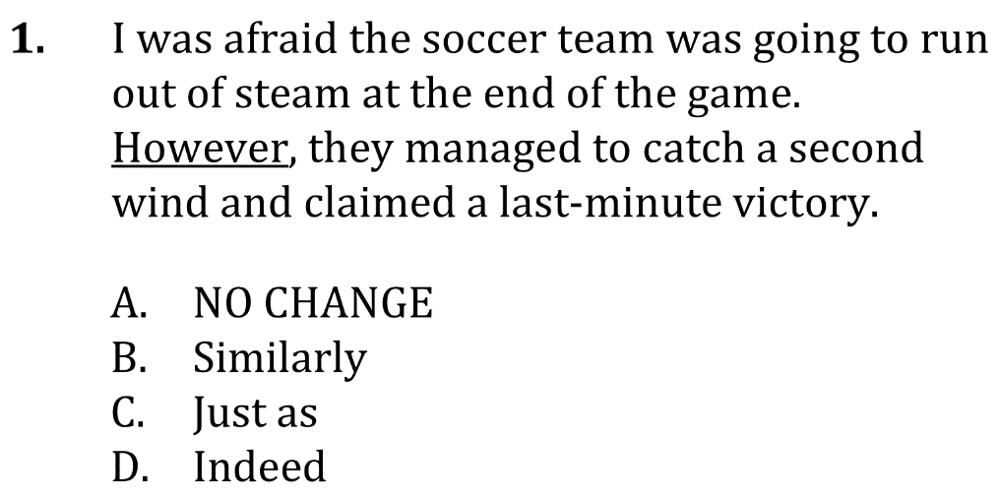 1. I was afraid the soccer team was going to run
out of steam at the end of the game.
However, they managed to catch a second
wind and claimed a last-minute victory.
A. NO CHANGE
B. Similarly
C. Just as
D. Indeed